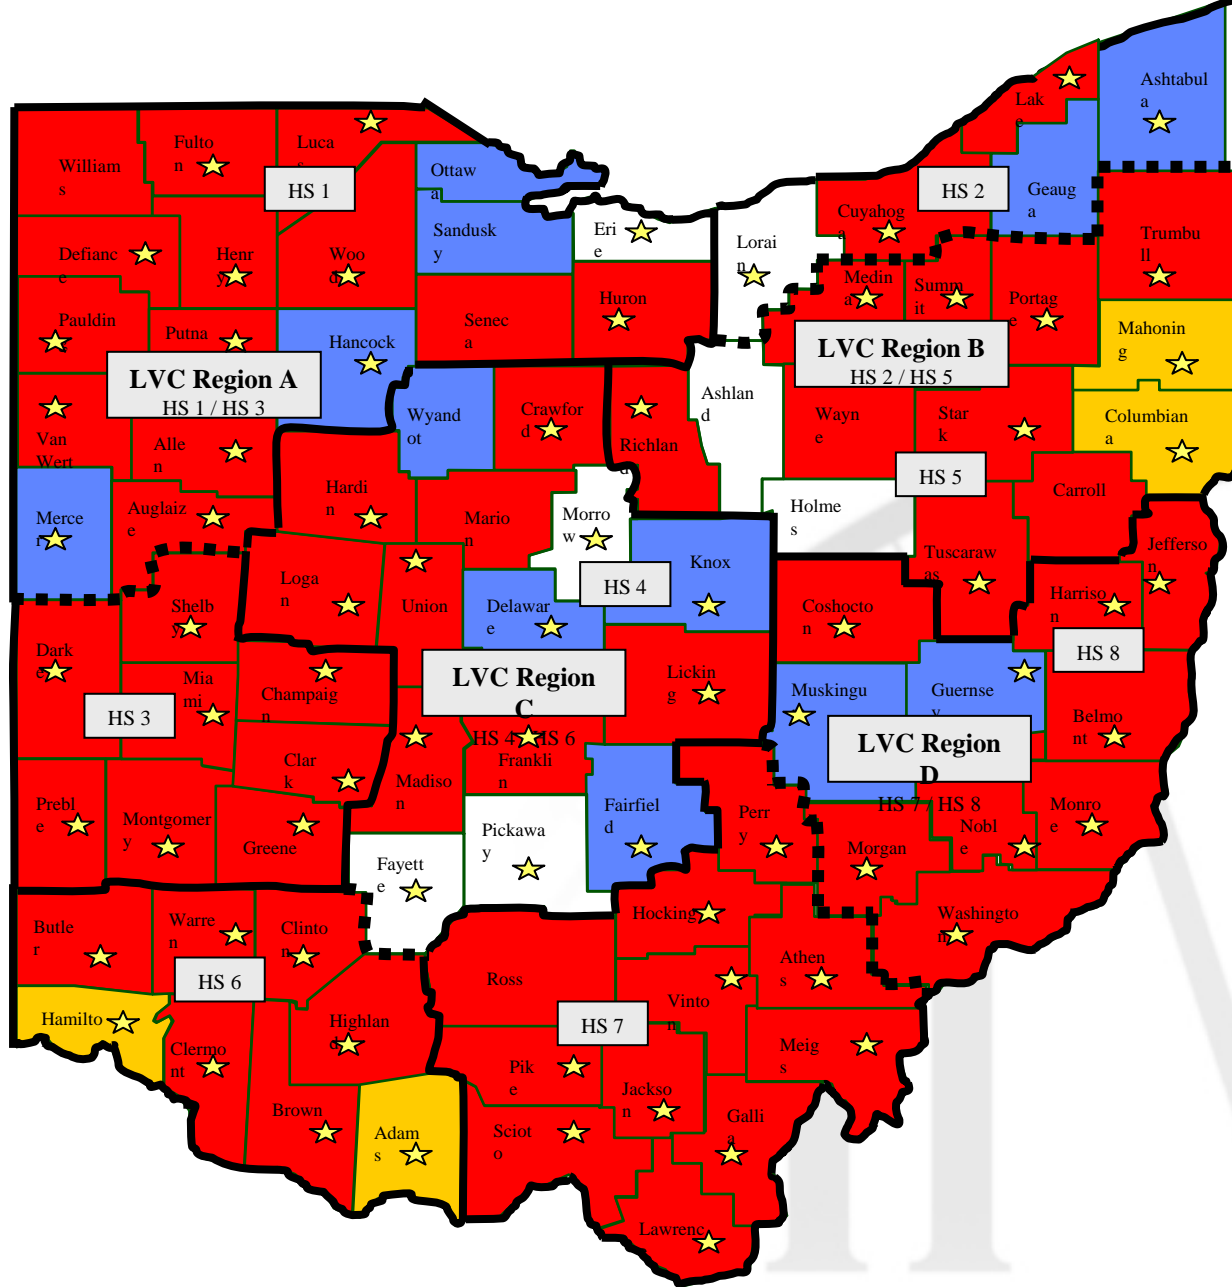 Ashtabul
a
Lak
e
Fulto
n
Luca
s
William
s
HS 1
Ottaw
a
HS 2
Geaug
a
Sandusk
y
Eri
e
Cuyahog
a
Lorai
n
Trumbu
ll
Defianc
e
Henr
y
Woo
d
Medin
a
Summ
it
Portag
e
Huron
Pauldin
g
Putna
Hancock
Senec
a
Mahonin
g
LVC Region A
HS 1 / HS 3
LVC Region B
HS 2 / HS 5
Ashlan
d
Wyand
ot
Crawfor
d
Wayn
e
Star
k
Columbian
a
Van
Wert
Alle
n
Richlan
d
HS 5
Hardi
n
Carroll
Merce
r
Auglaiz
e
Mario
n
Morro
w
Holme
s
Jefferso
n
Tuscaraw
as
Loga
n
Union
HS 4
Knox
Shelb
y
Delawar
e
Coshocto
n
Harriso
n
HS 8
Dark
e
Mia
mi
Champaig
n
LVC Region
C
HS 4 / HS 6
Lickin
g
Muskingu
Guernse
y
HS 3
Belmo
nt
LVC Region
D
HS 7 / HS 8
Clar
k
Madiso
n
Frankli
n
Prebl
e
Montgomer
y
Greene
Pickawa
y
Fairfiel
d
Perr
y
Nobl
e
Monro
e
Morgan
Fayett
e
Butle
r
Warre
n
Clinto
n
Hocking
Washingto
n
HS 6
Ross
Athen
s
Vinto
n
Hamilto
Highlan
d
HS 7
Clermo
nt
Meig
s
Pik
e
Jackso
n
Brown
Adam
s
Sciot
o
Galli
a
Lawrenc